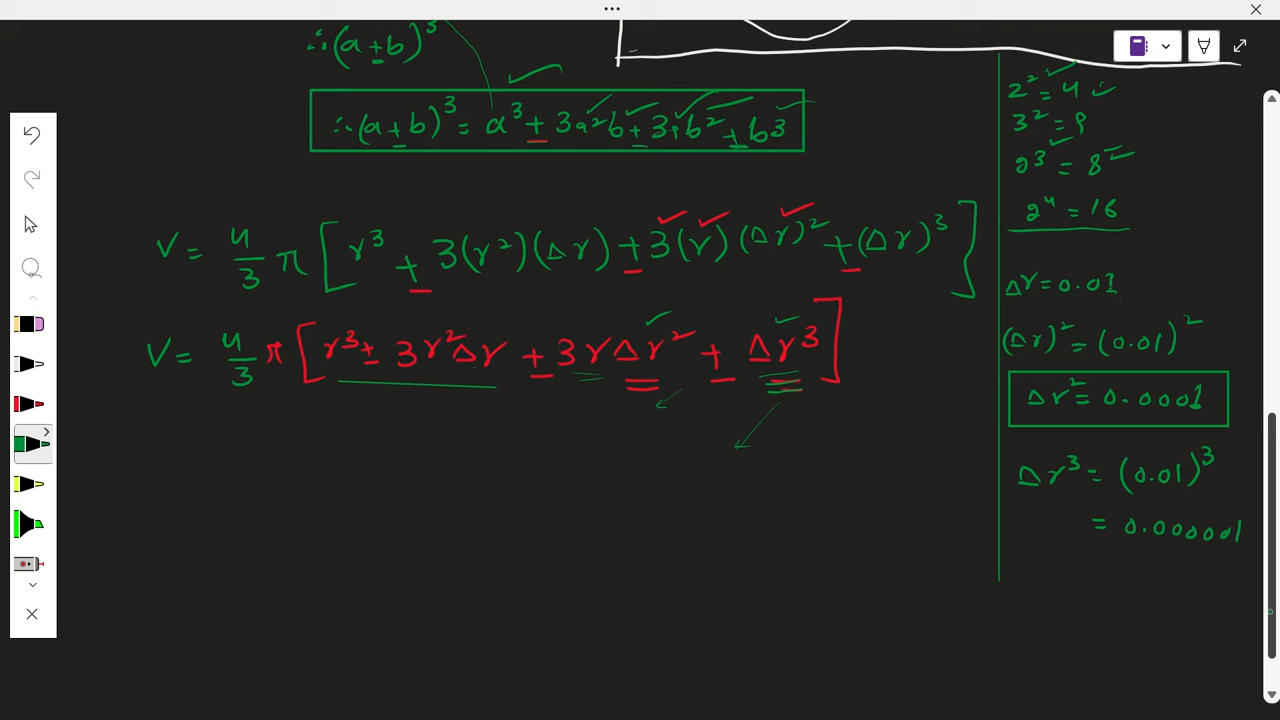 ∴(a+b)³
∴(a+b)³ = a³ + 3a²b + 3ab² + b³
V = 4/3 π [r³ + 3(r²)(Δr) + 3(r)(Δr)² + (Δr)³]
V = 4/3 π [r³ + 3r²Δr + 3rΔr² + Δr³]
2² = 4
3² = 9
2³ = 8
2⁴ = 16
Δr = 0.01
(Δr)² = (0.01)²
Δr² = 0.0001
Δr³ = (0.01)³
= 0.000001